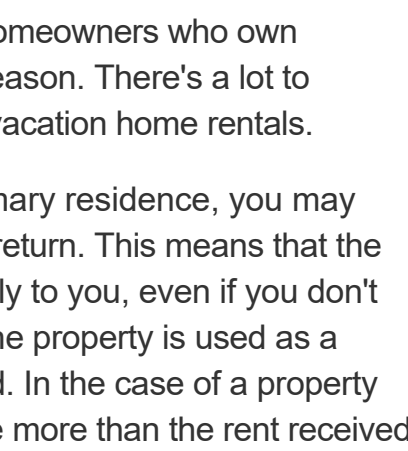 omeowners who own
eason. There's a lot to
vacation home rentals.
nary residence, you may
return. This means that the
ly to you, even if you don't
ne property is used as a
d. In the case of a property
e more than the rent received